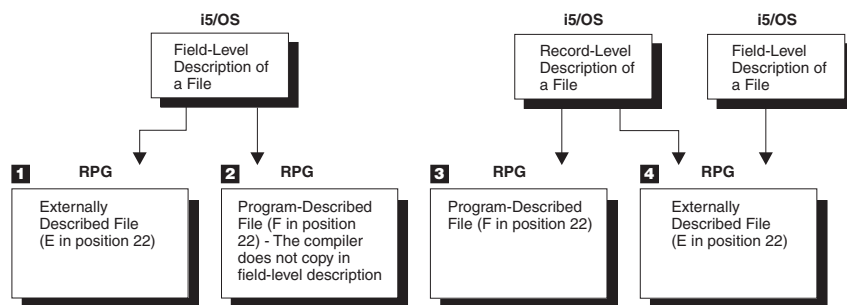 i5/OS
i5/OS
i5/OS
Field-Level
Description of
a File
Record-Level
Description of
a File
Field-Level
Description of
a File
1 RPG
2 RPG
3 RPG
4 RPG
Externally
Described File
(E in position 22)
Program-Described
File (F in position
22) - The compiler
does not copy in
field-level description
Program-Described
File (F in position 22)
Externally
Described File
(E in position 22)